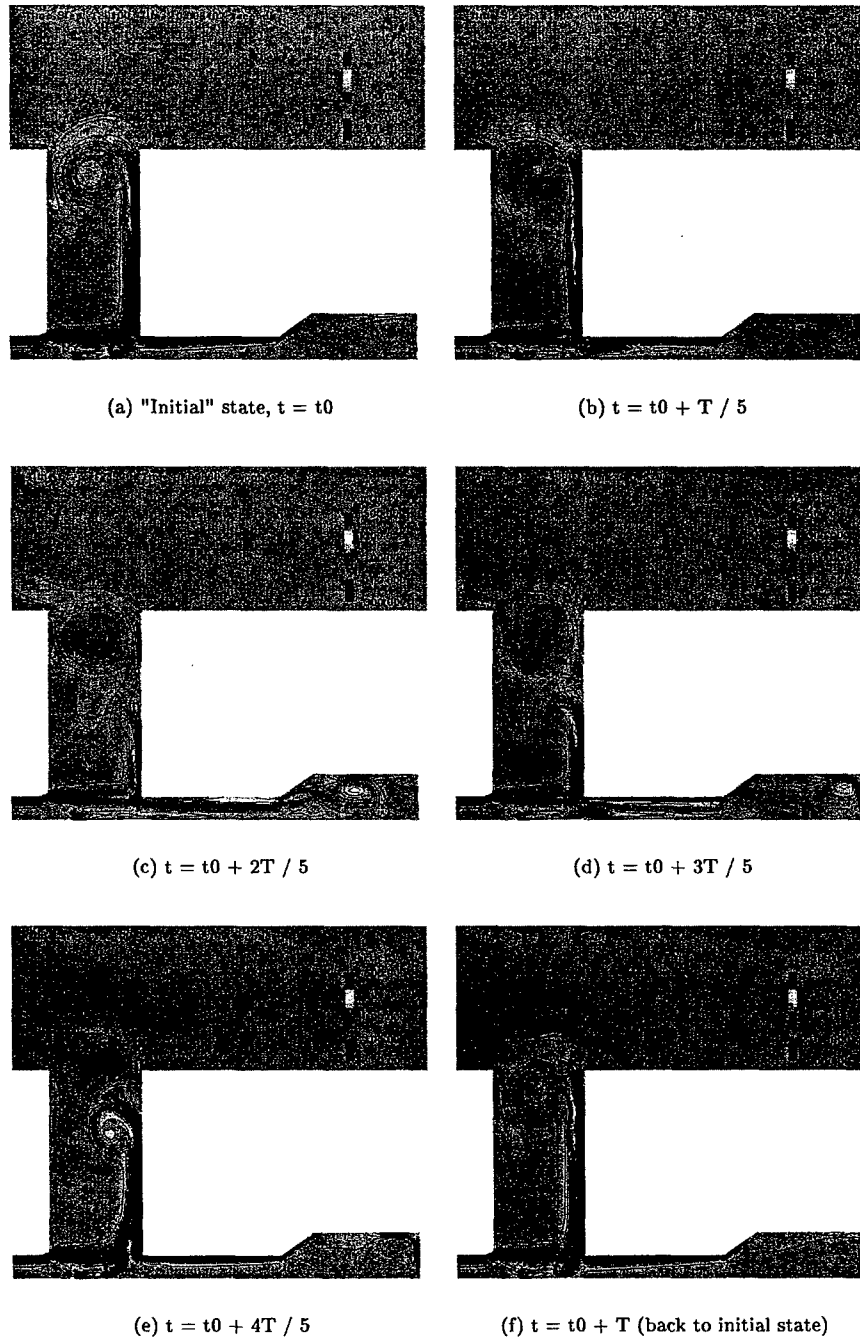 (a) "Initial" state, t = t0
(b) t = t0 + T / 5
(c) t = t0 + 2T / 5
(d) t = t0 + 3T / 5
(e) t = t0 + 4T / 5
(f) t = t0 + T (back to initial state)